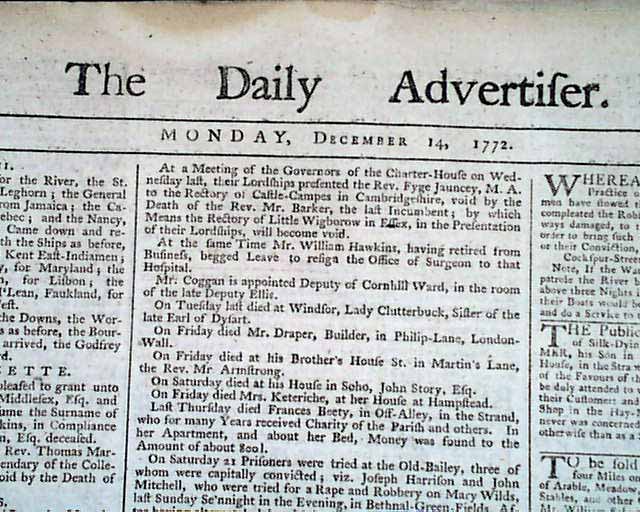 The Daily Advertiſer.
MONDAY, DECEMBER 14, 1772.
or the River, the St.
Leghorn; the General
rom Jamaica; the Ca-
ebec; and the Nancy,
Came down and re-
h the Ships as before,
Kent East-Indiamen;
y, for Maryland; the
n, for Lisbon; the
'Lean, Faukland, for
he Downs, the Wor-
s as before, the Bour-
arrived, the Godfrey
ETTE.
leaſed to grant unto
Middleſex, Eſq. and
ume the Surname of
kins, in Compliance
n, Eſq. deceaſed.
Rev. Thomas Mar-
endary of the Colle-
oid by the Death of
At a Meeting of the Governors of the Charter-Houſe on Wed-
neſday laſt, their Lordſhips preſented the Rev. Fyge Jauncey, M. A.
to the Rectory of Caſtle-Campes in Cambridgeſhire, void by the
Death of the Rev. Mr. Barker, the laſt Incumbent; by which
Means the Rectory of Little Wigborow in Eſſex, in the Preſentation
of their Lordſhips, will become void.
At the ſame Time Mr. William Hawkins, having retired from
Buſineſs, begged Leave to reſign the Office of Surgeon to that
Hoſpital.
Mr. Coggan is appointed Deputy of Cornhill Ward, in the room
of the late Deputy Ellis.
On Tueſday laſt died at Windſor, Lady Clutterbuck, Siſter of the
late Earl of Dyſart.
On Friday died Mr. Draper, Builder, in Philip-Lane, London-
Wall.
On Friday died at his Brother's Houſe St. in Martin's Lane,
the Rev. Mr. Armſtrong.
On Saturday died at his Houſe in Soho, John Story, Eſq.
On Friday died Mrs. Keteriche, at her Houſe at Hampſtead.
Laſt Thurſday died Frances Beety, in Off-Alley, in the Strand,
who for many Years received Charity of the Pariſh and others. In
her Apartment, and about her Bed, Money was found to the
Amount of about 800l.
On Saturday 21 Priſoners were tried at the Old-Bailey, three of
whom were capitally convicted; viz. Joſeph Harriſon and John
Mitchell, who were tried for a Rape and Robbery on Mary Wilds,
laſt Sunday Se'nnight in the Evening, in Bethnal-Green-Fields.
WHEREA
Practice
men have ſtowed
compleated the Robb
ways damaged, to
order to bring ſuch
or their Conviction,
Cockſpur-Street
Note, If the Wa
patrole the River b
above three Nights i
their Boats would be
and do a Service to
THE Public
of Silk-Dyin
MER, his Son in
Houſe, in the Straw
of the Favours of
be duly attended to
their Cuſtomers and
Shop in the Hay-
never was concerned
otherwiſe than as a
TO be ſold
four Miles on
of Arable, Meadow,
Stables, and other